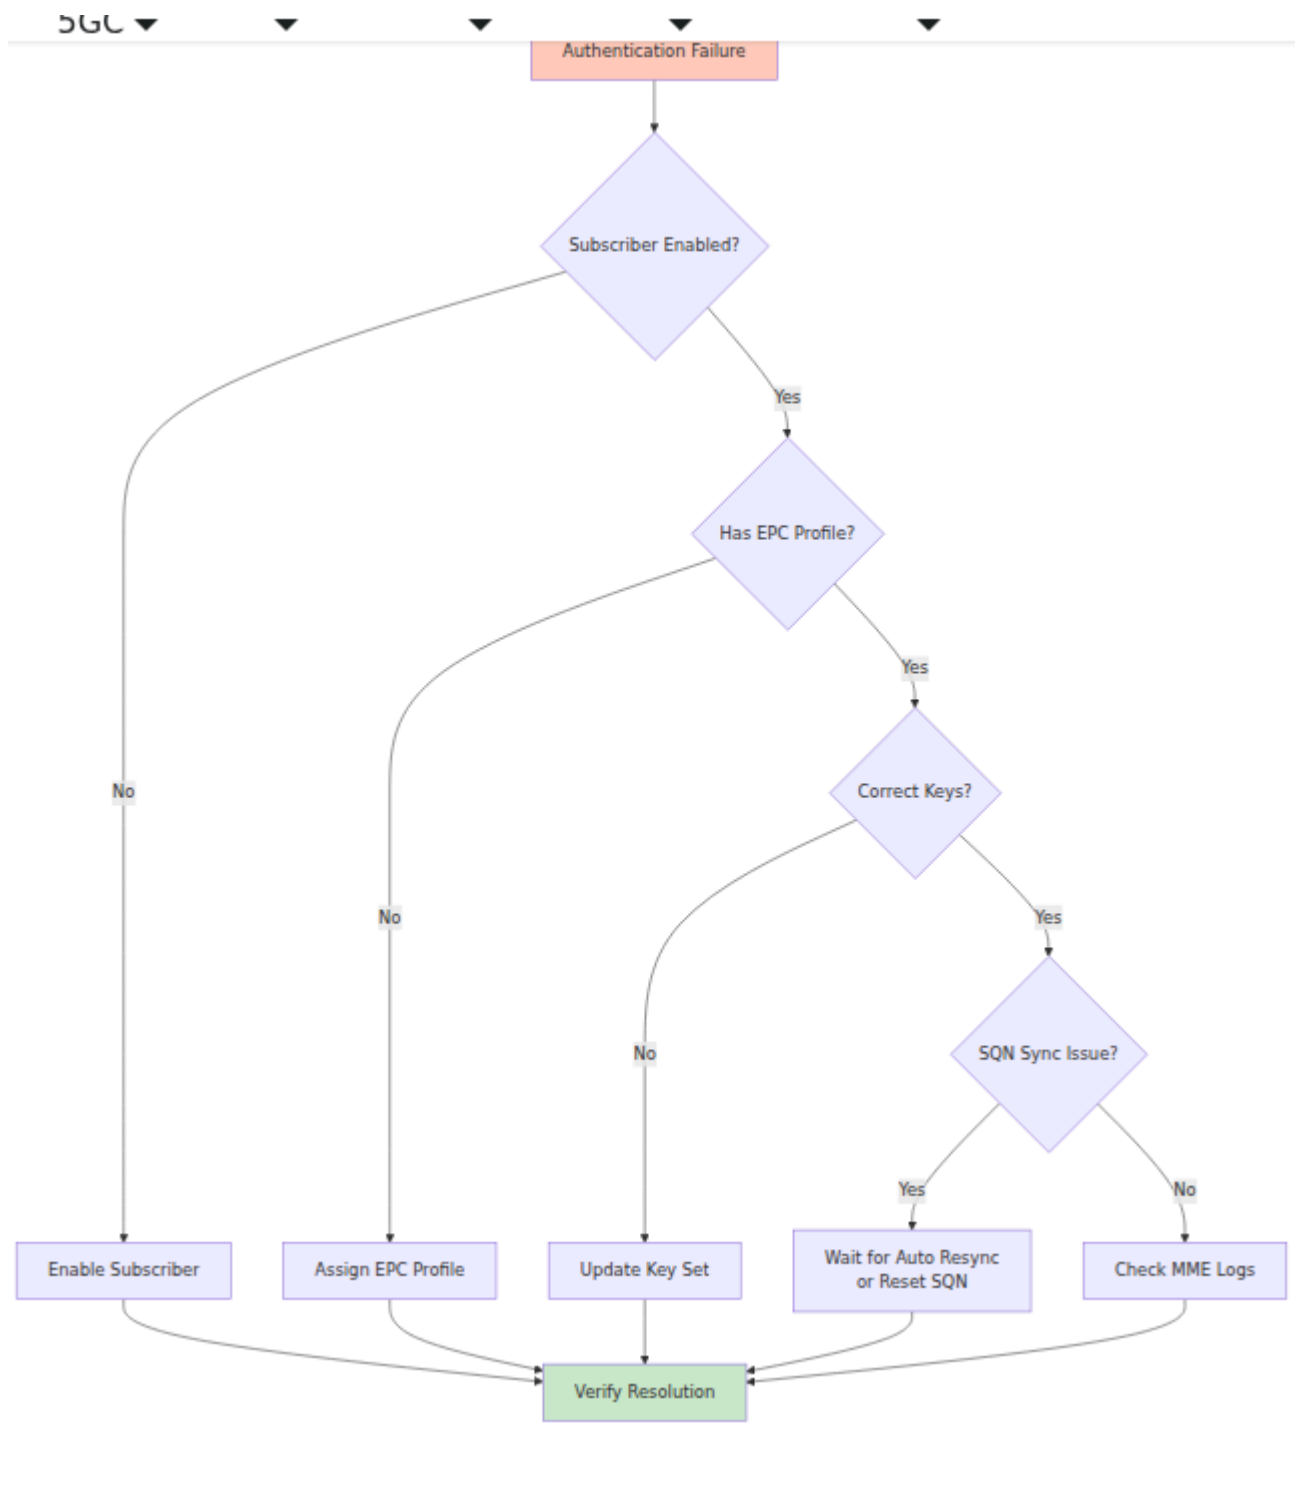 5GC
Authentication Failure
Subscriber Enabled?
Yes
Has EPC Profile?
Yes
No
Correct Keys?
No
Yes
No
SQN Sync Issue?
Yes
No
Enable Subscriber
Assign EPC Profile
Update Key Set
Wait for Auto Resync
or Reset SQN
Check MME Logs
Verify Resolution